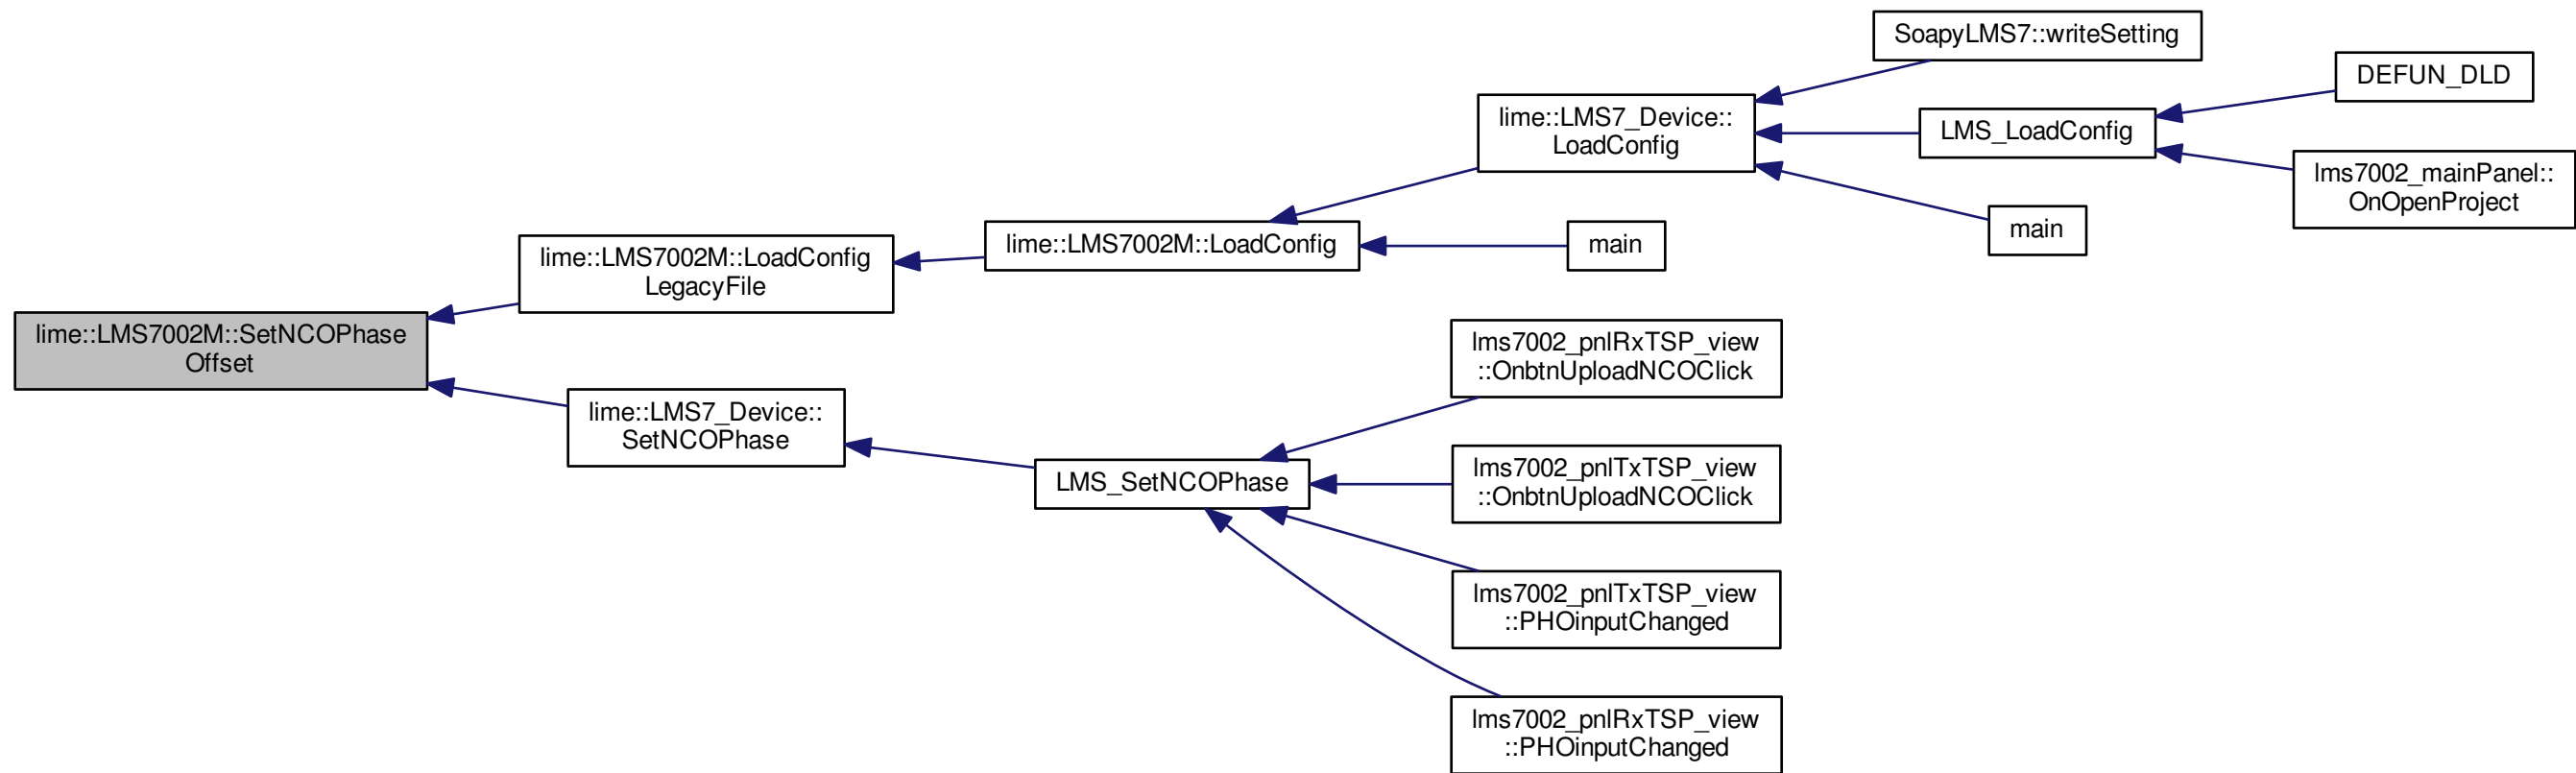 SoapyLMS7::writeSetting
DEFUN_DLD
lime::LMS7_Device::
LoadConfig
LMS_LoadConfig
lms7002_mainPanel::
OnOpenProject
main
lime::LMS7002M::LoadConfig
main
lime::LMS7002M::LoadConfig
LegacyFile
lime::LMS7002M::SetNCOPhase
Offset
lime::LMS7_Device::
SetNCOPhase
LMS_SetNCOPhase
lms7002_pnlRxTSP_view
::OnbtnUploadNCOClick
lms7002_pnlTxTSP_view
::OnbtnUploadNCOClick
lms7002_pnlTxTSP_view
::PHOinputChanged
lms7002_pnlRxTSP_view
::PHOinputChanged